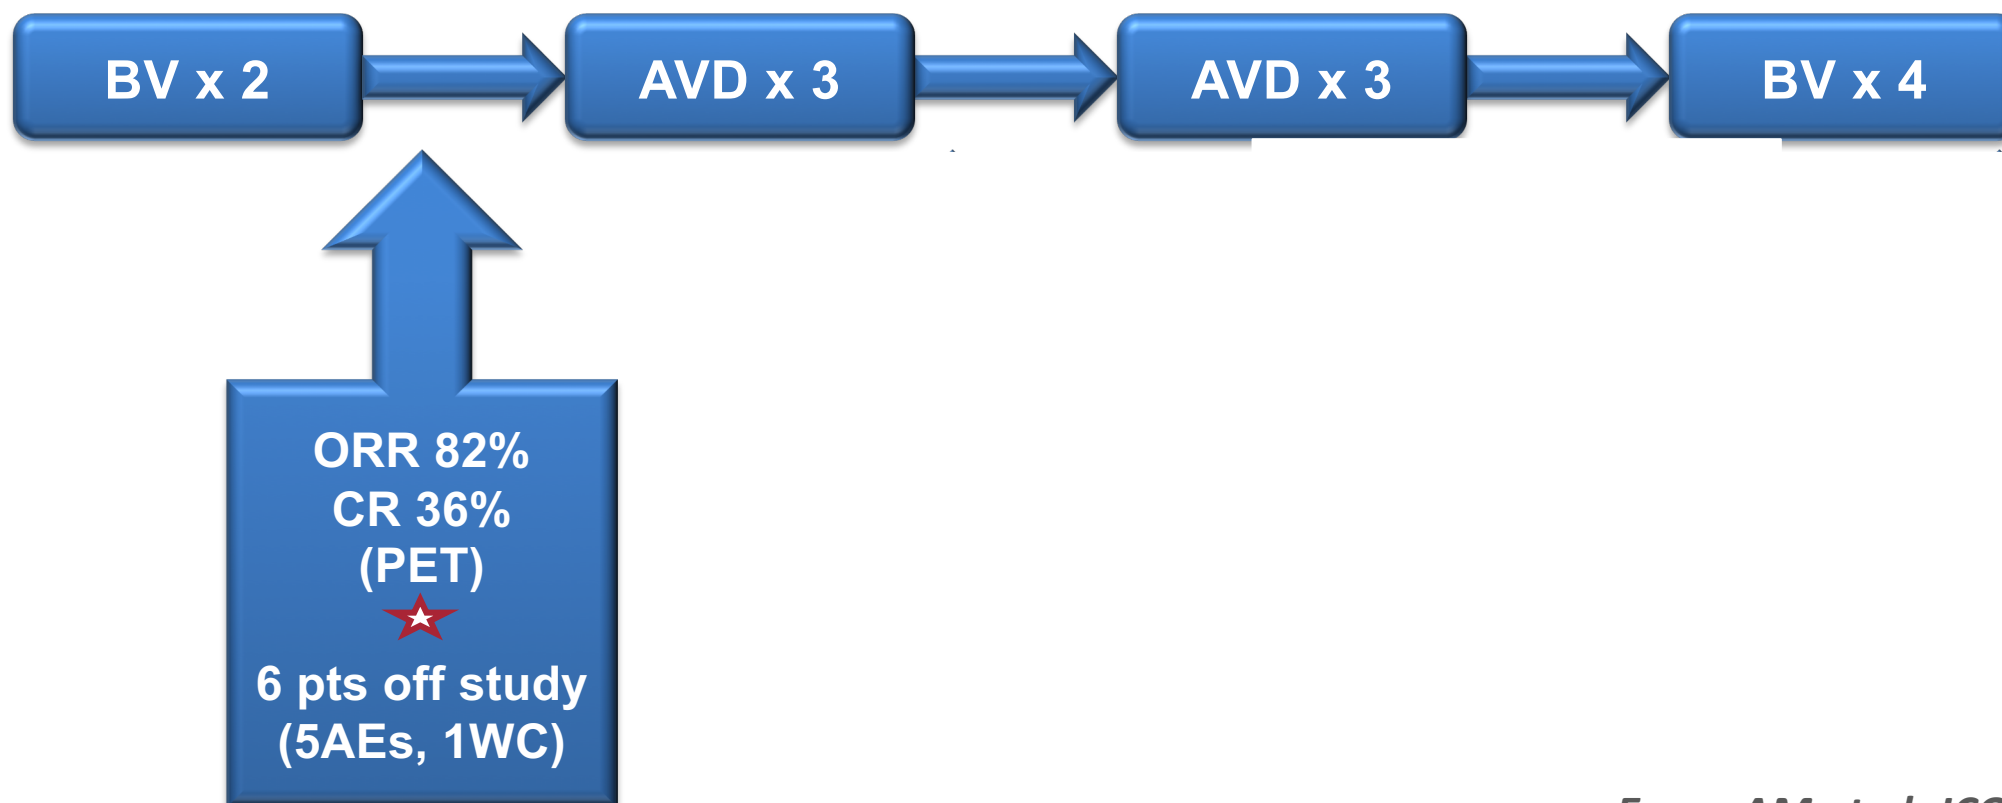 BV x 2
AVD x 3
AVD x 3
BV x 4
ORR 82%
CR 36%
(PET)
6 pts off study
(5AEs, 1WC)